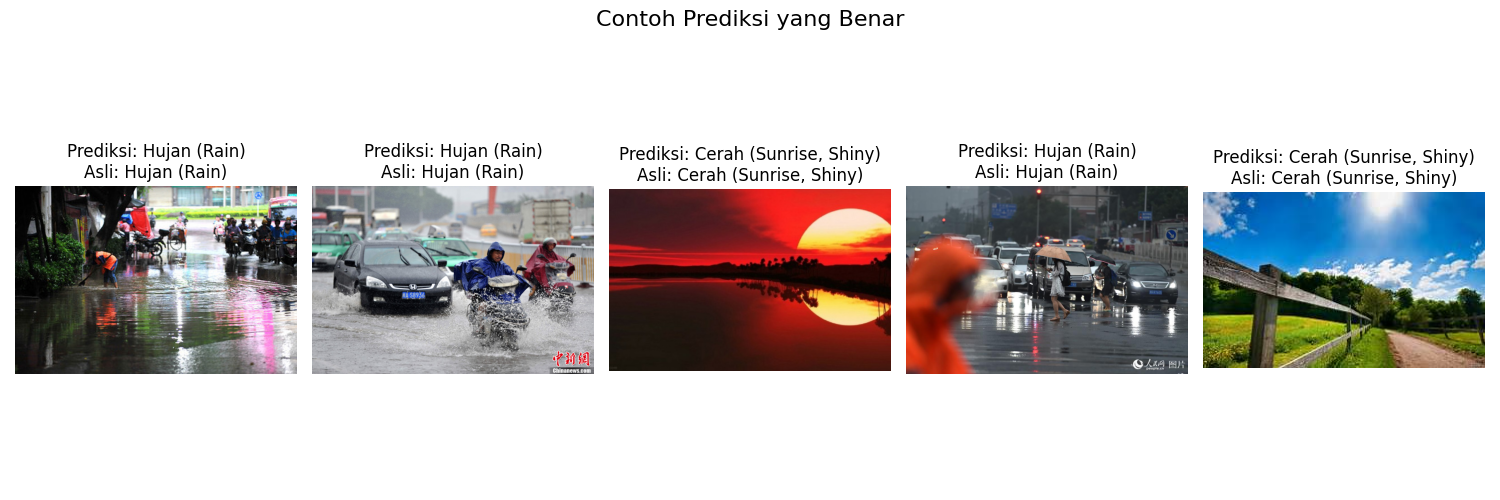 Contoh Prediksi yang Benar
Prediksi: Hujan (Rain)
Asli: Hujan (Rain)
Prediksi: Hujan (Rain)
Asli: Hujan (Rain)
Prediksi: Cerah (Sunrise, Shiny)
Asli: Cerah (Sunrise, Shiny)
Prediksi: Hujan (Rain)
Asli: Hujan (Rain)
Prediksi: Cerah (Sunrise, Shiny)
Asli: Cerah (Sunrise, Shiny)
中新網
Chinanews.com
人民网 图片